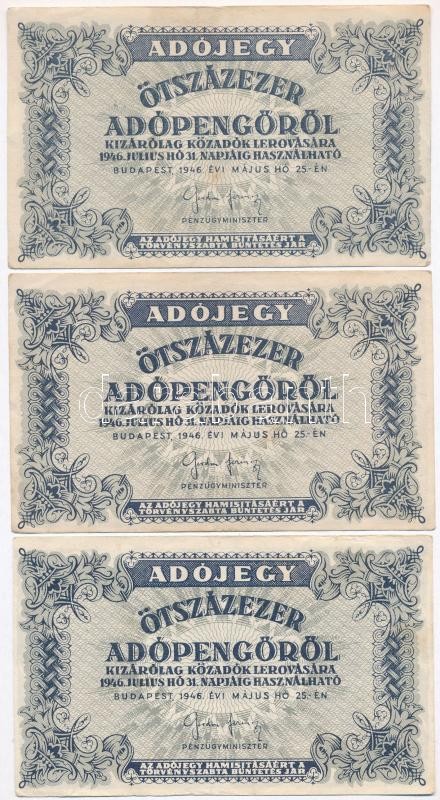 ADÓJEGY
ÖTSZÁZEZER
ADÓPENGŐRŐL
KIZÁRÓLAG KÖZADÓK LEROVÁSÁRA
1946. JULIUS HÓ 31. NAPJÁIG HASZNÁLHATÓ
BUDAPEST, 1946. ÉVI MÁJUS HÓ 25.-ÉN
PÉNZÜGYMINISZTER
AZ ADÓJEGY HAMISITÁSÁÉRT A
TÖRVÉNYSZABTA BÜNTETÉS JÁR
ADÓJEGY
ÖTSZÁZEZER
ADÓPENGŐRŐL
KIZÁRÓLAG KÖZADÓK LEROVÁSÁRA
1946. JULIUS HÓ 31. NAPJÁIG HASZNÁLHATÓ
BUDAPEST, 1946. ÉVI MÁJUS HÓ 25.-ÉN
PÉNZÜGYMINISZTER
AZ ADÓJEGY HAMISITÁSÁÉRT A
TÖRVÉNYSZABTA BÜNTETÉS JÁR
ADÓJEGY
ÖTSZÁZEZER
ADÓPENGŐRŐL
KIZÁRÓLAG KÖZADÓK LEROVÁSÁRA
1946. JULIUS HÓ 31. NAPJÁIG HASZNÁLHATÓ
BUDAPEST, 1946. ÉVI MÁJUS HÓ 25.-ÉN
PÉNZÜGYMINISZTER
AZ ADÓJEGY HAMISITÁSÁÉRT A
TÖRVÉNYSZABTA BÜNTETÉS JÁR